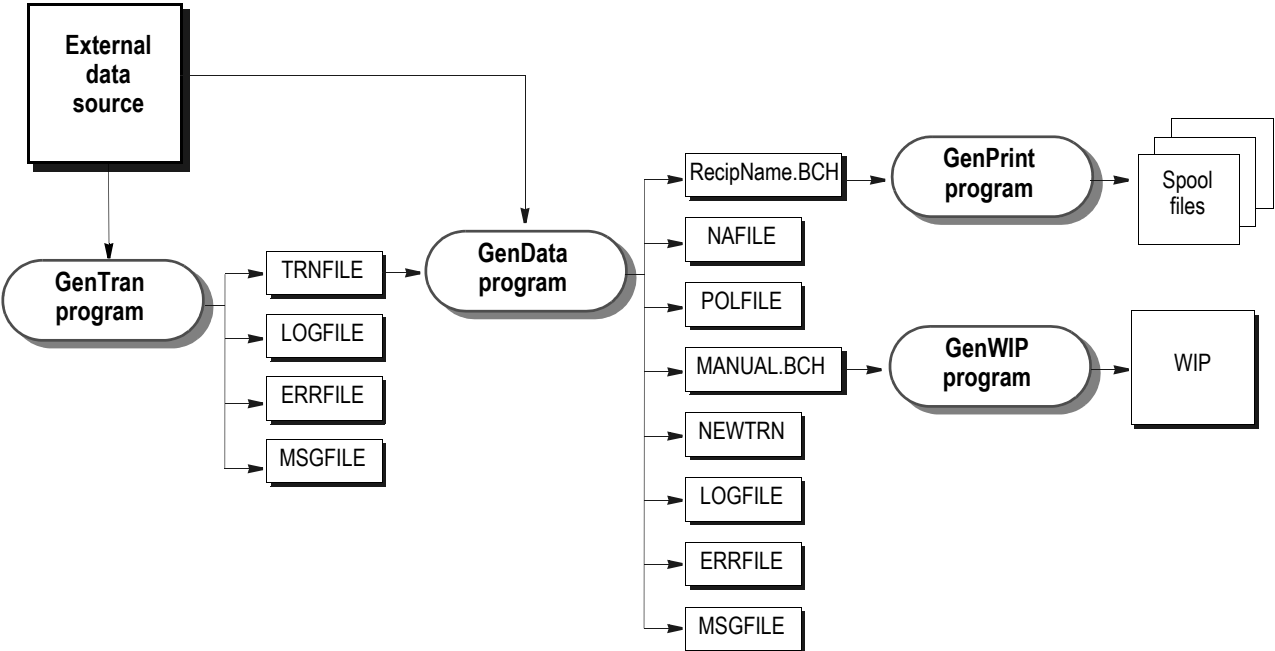 External
data
source
GenTran
program
TRNFILE
LOGFILE
ERRFILE
MSGFILE
GenData
program
RecipName.BCH
NAFILE
POLFILE
MANUAL.BCH
NEWTRN
LOGFILE
ERRFILE
MSGFILE
GenPrint
program
Spool
files
GenWIP
program
WIP